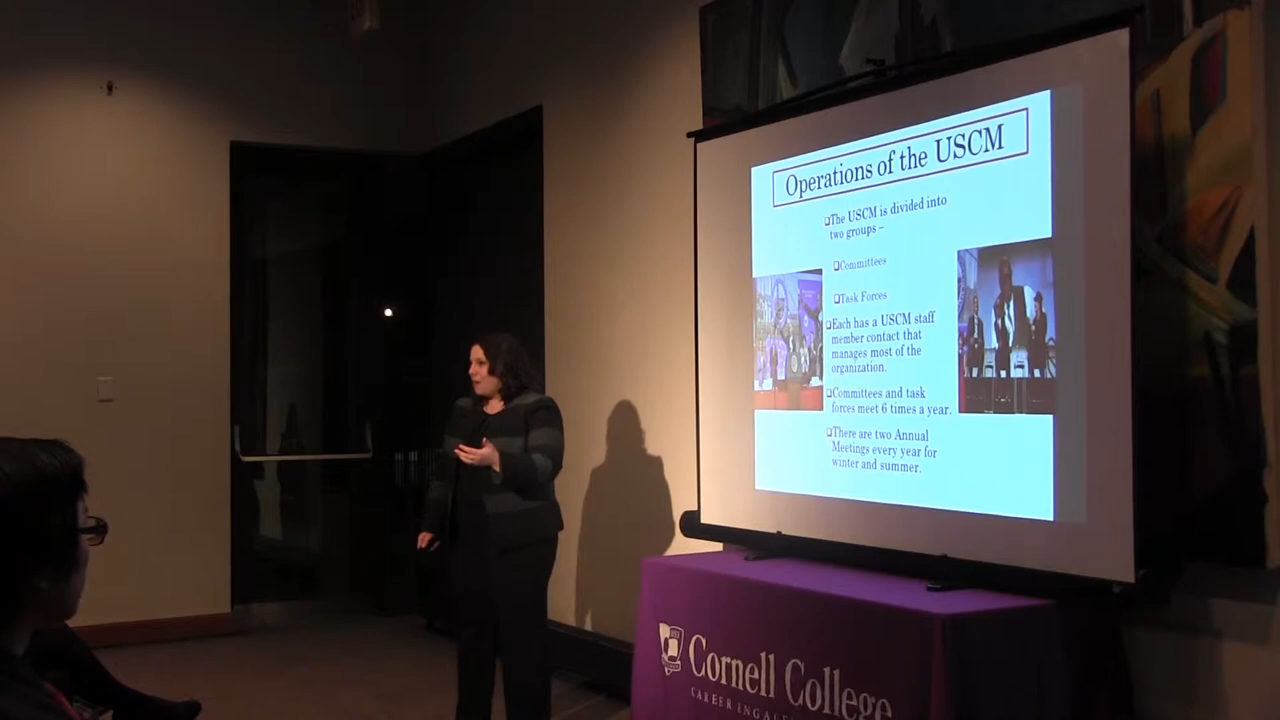 Operations of the USCM
❑The USCM is divided into
two groups –
❑Committees
❑Task Forces
❑Each has a USCM staff
member contact that
manages most of the
organization.
❑Committees and task
forces meet 6 times a year.
❑There are two Annual
Meetings every year for
winter and summer.
Cornell College
CAREER